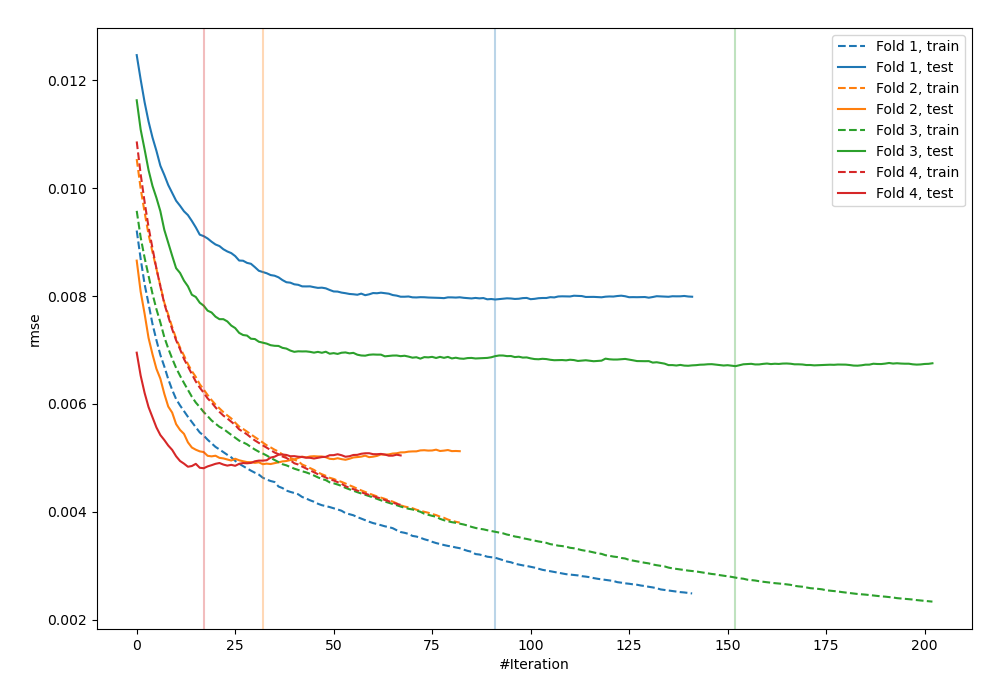 rmse
0.012
0.010
0.008
0.006
0.004
0.002
0
25
50
75
100
125
150
175
200
#Iteration
Fold 1, train
Fold 1, test
Fold 2, train
Fold 2, test
Fold 3, train
Fold 3, test
Fold 4, train
Fold 4, test